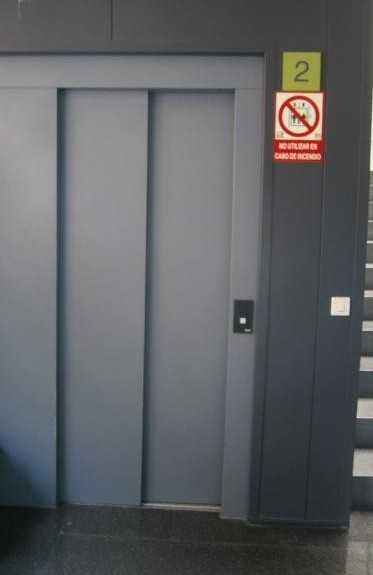 2
NO UTILIZAR EN
CASO DE INCENDIO